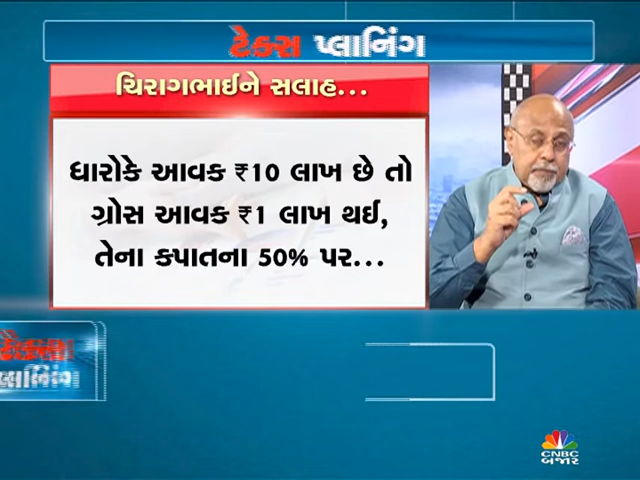 ટેક્સ પ્લાનિંગ
ચિરાગભાઈને સલાહ...
ધારોકે આવક ₹10 લાખ છે તો
ગ્રોસ આવક ₹1 લાખ થઈ,
તેના કપાતના 50% પર...
ટેક્સ
પ્લાનિંગ
CNBC
બજાર